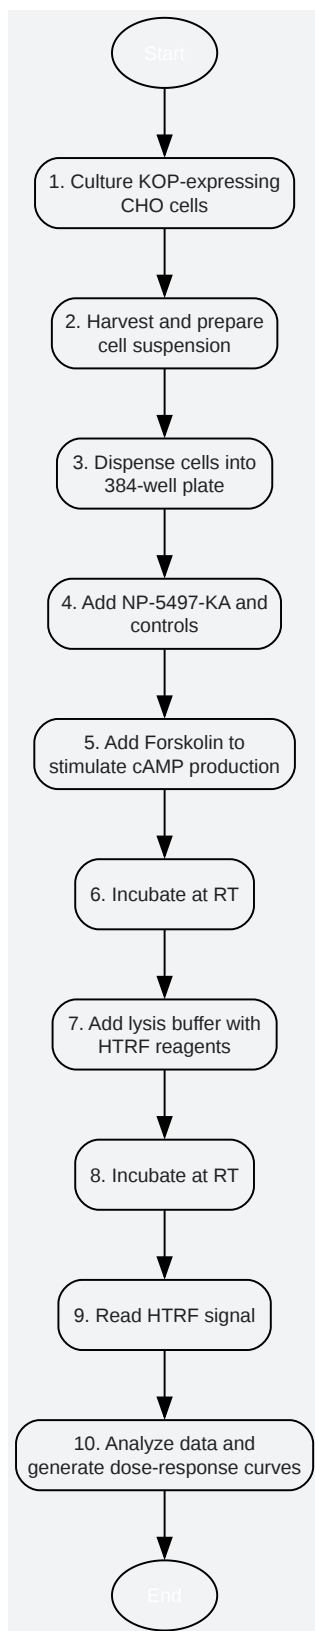 Start
1. Culture KOP-expressing
CHO cells
2. Harvest and prepare
cell suspension
3. Dispense cells into
384-well plate
4. Add NP-5497-KA and
controls
5. Add Forskolin to
stimulate cAMP production
6. Incubate at RT
7. Add lysis buffer with
HTRF reagents
8. Incubate at RT
9. Read HTRF signal
10. Analyze data and
generate dose-response curves
End